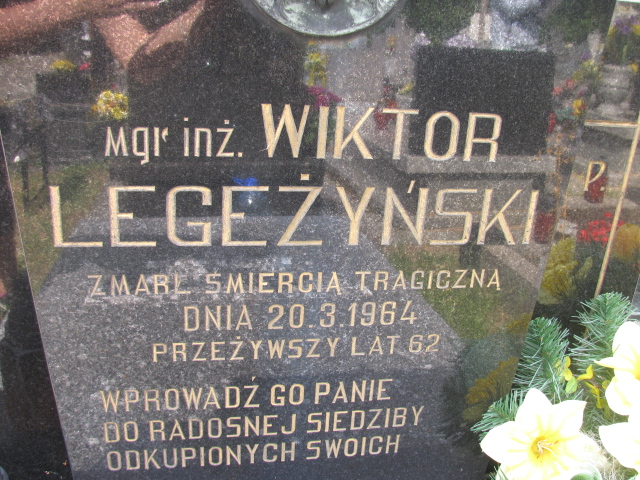 Mgr inż. WIKTOR
LEGEŻYŃSKI
ZMARŁ ŚMIERCIĄ TRAGICZNĄ
DNIA 20.3.1964
PRZEŻYWSZY LAT 62
WPROWADŹ GO PANIE
DO RADOSNEJ SIEDZIBY
ODKUPIONYCH SWOICH
P.